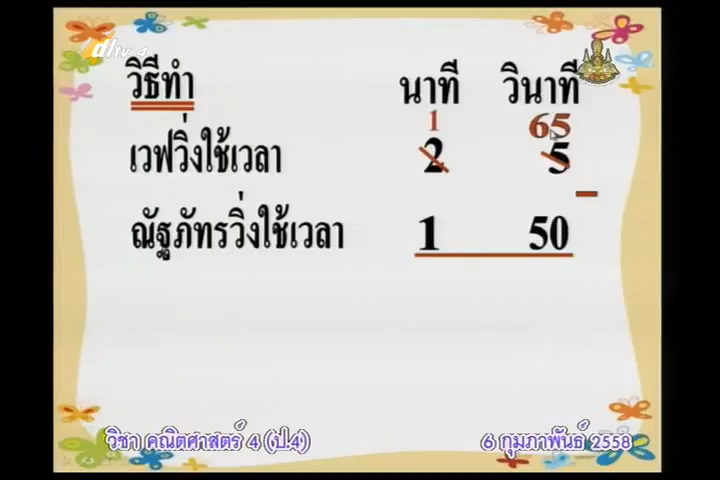 dltv 4
วิธีทำ นาที วินาที
1 65
เวฟวิ่งใช้เวลา 2 5
-
ณัฐภัทรวิ่งใช้เวลา 1 50
วิชา คณิตศาสตร์ 4 (ป.4) 6 กุมภาพันธ์ 2558